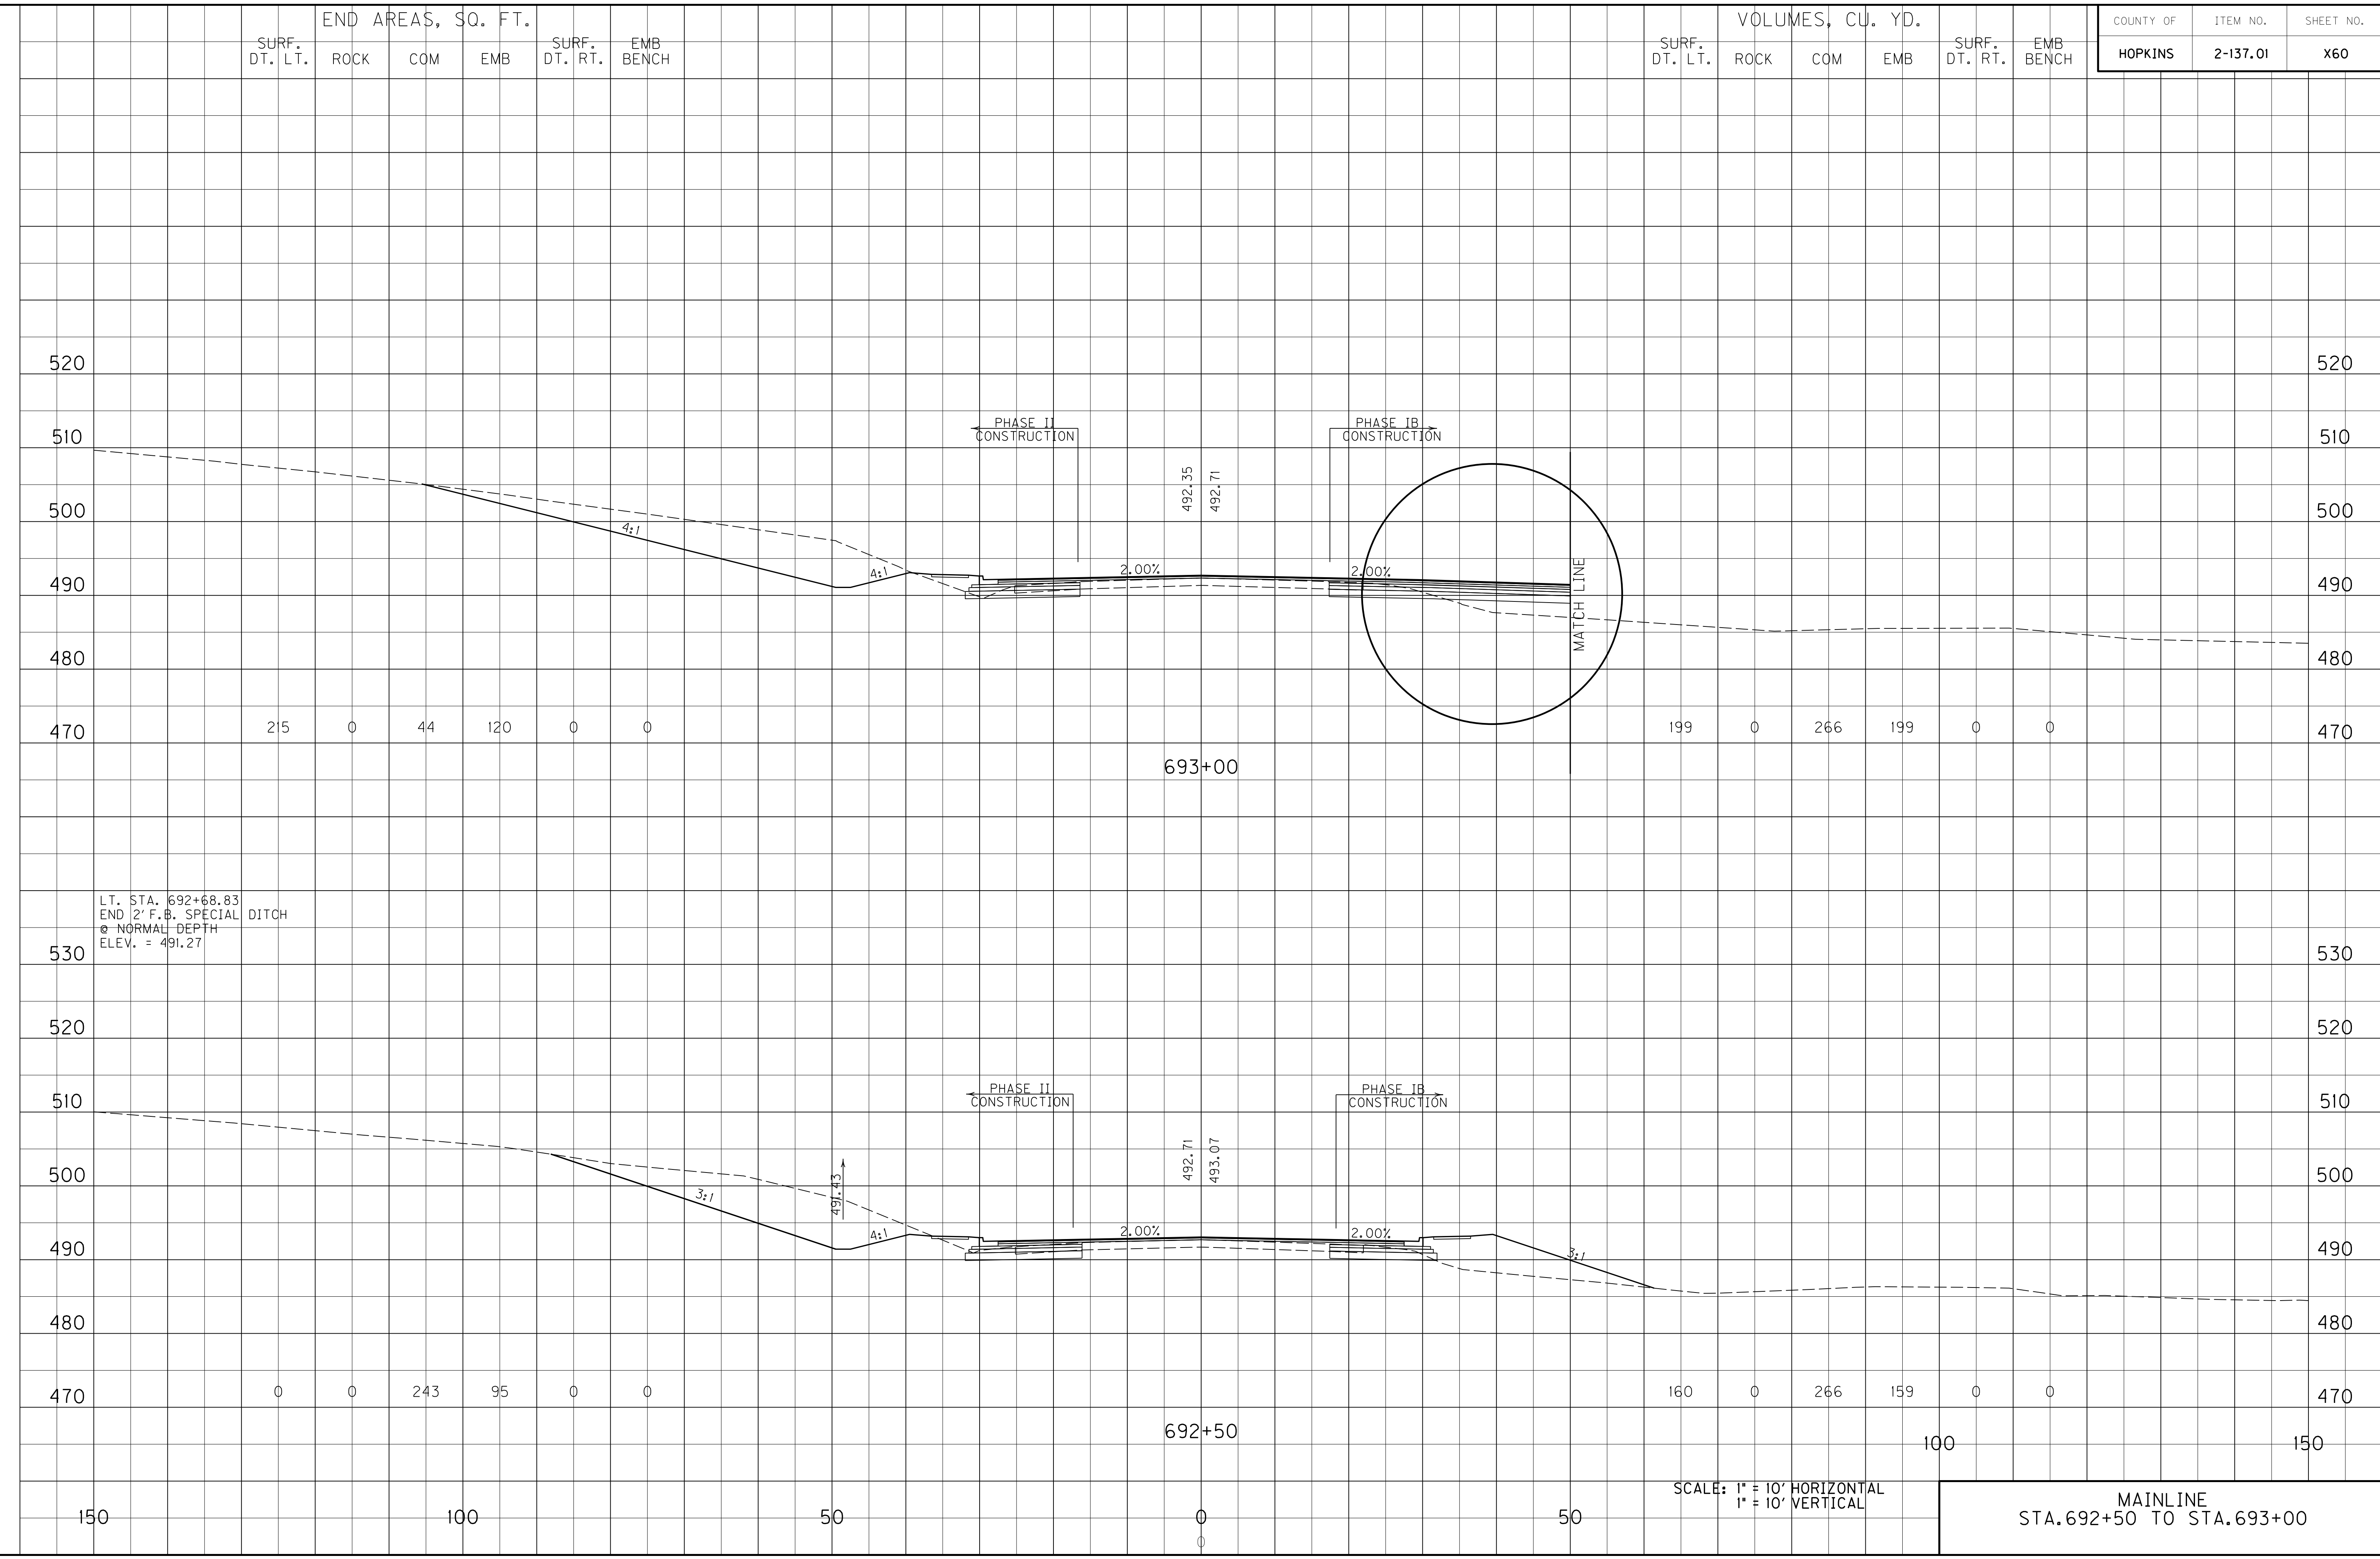 END AREAS, SQ. FT.
SURF. DT. LT. ROCK COM EMB SURF. DT. RT. EMB BENCH
VOLUMES, CU. YD.
SURF. DT. LT. ROCK COM EMB SURF. DT. RT. EMB BENCH
COUNTY OF ITEM NO. SHEET NO.
HOPKINS 2-137.01 X60
520 520
510 510
500 500
490 490
480 480
470 470
PHASE II
CONSTRUCTION
PHASE IB
CONSTRUCTION
492.35
492.71
4:1
4:1
2.00%
2.00%
MATCH LINE
215 0 44 120 0 0
199 0 266 199 0 0
693+00
LT. STA. 692+68.83
END 2' F.B. SPECIAL DITCH
@ NORMAL DEPTH
ELEV. = 491.27
530 530
520 520
510 510
500 500
490 490
480 480
470 470
PHASE II
CONSTRUCTION
PHASE IB
CONSTRUCTION
492.71
493.07
491.43
3:1
4:1
2.00%
2.00%
3:1
0 0 243 95 0 0
160 0 266 159 0 0
692+50
100 150
SCALE: 1" = 10' HORIZONTAL
1" = 10' VERTICAL
150 100 50 0 50
0
MAINLINE
STA.692+50 TO STA.693+00